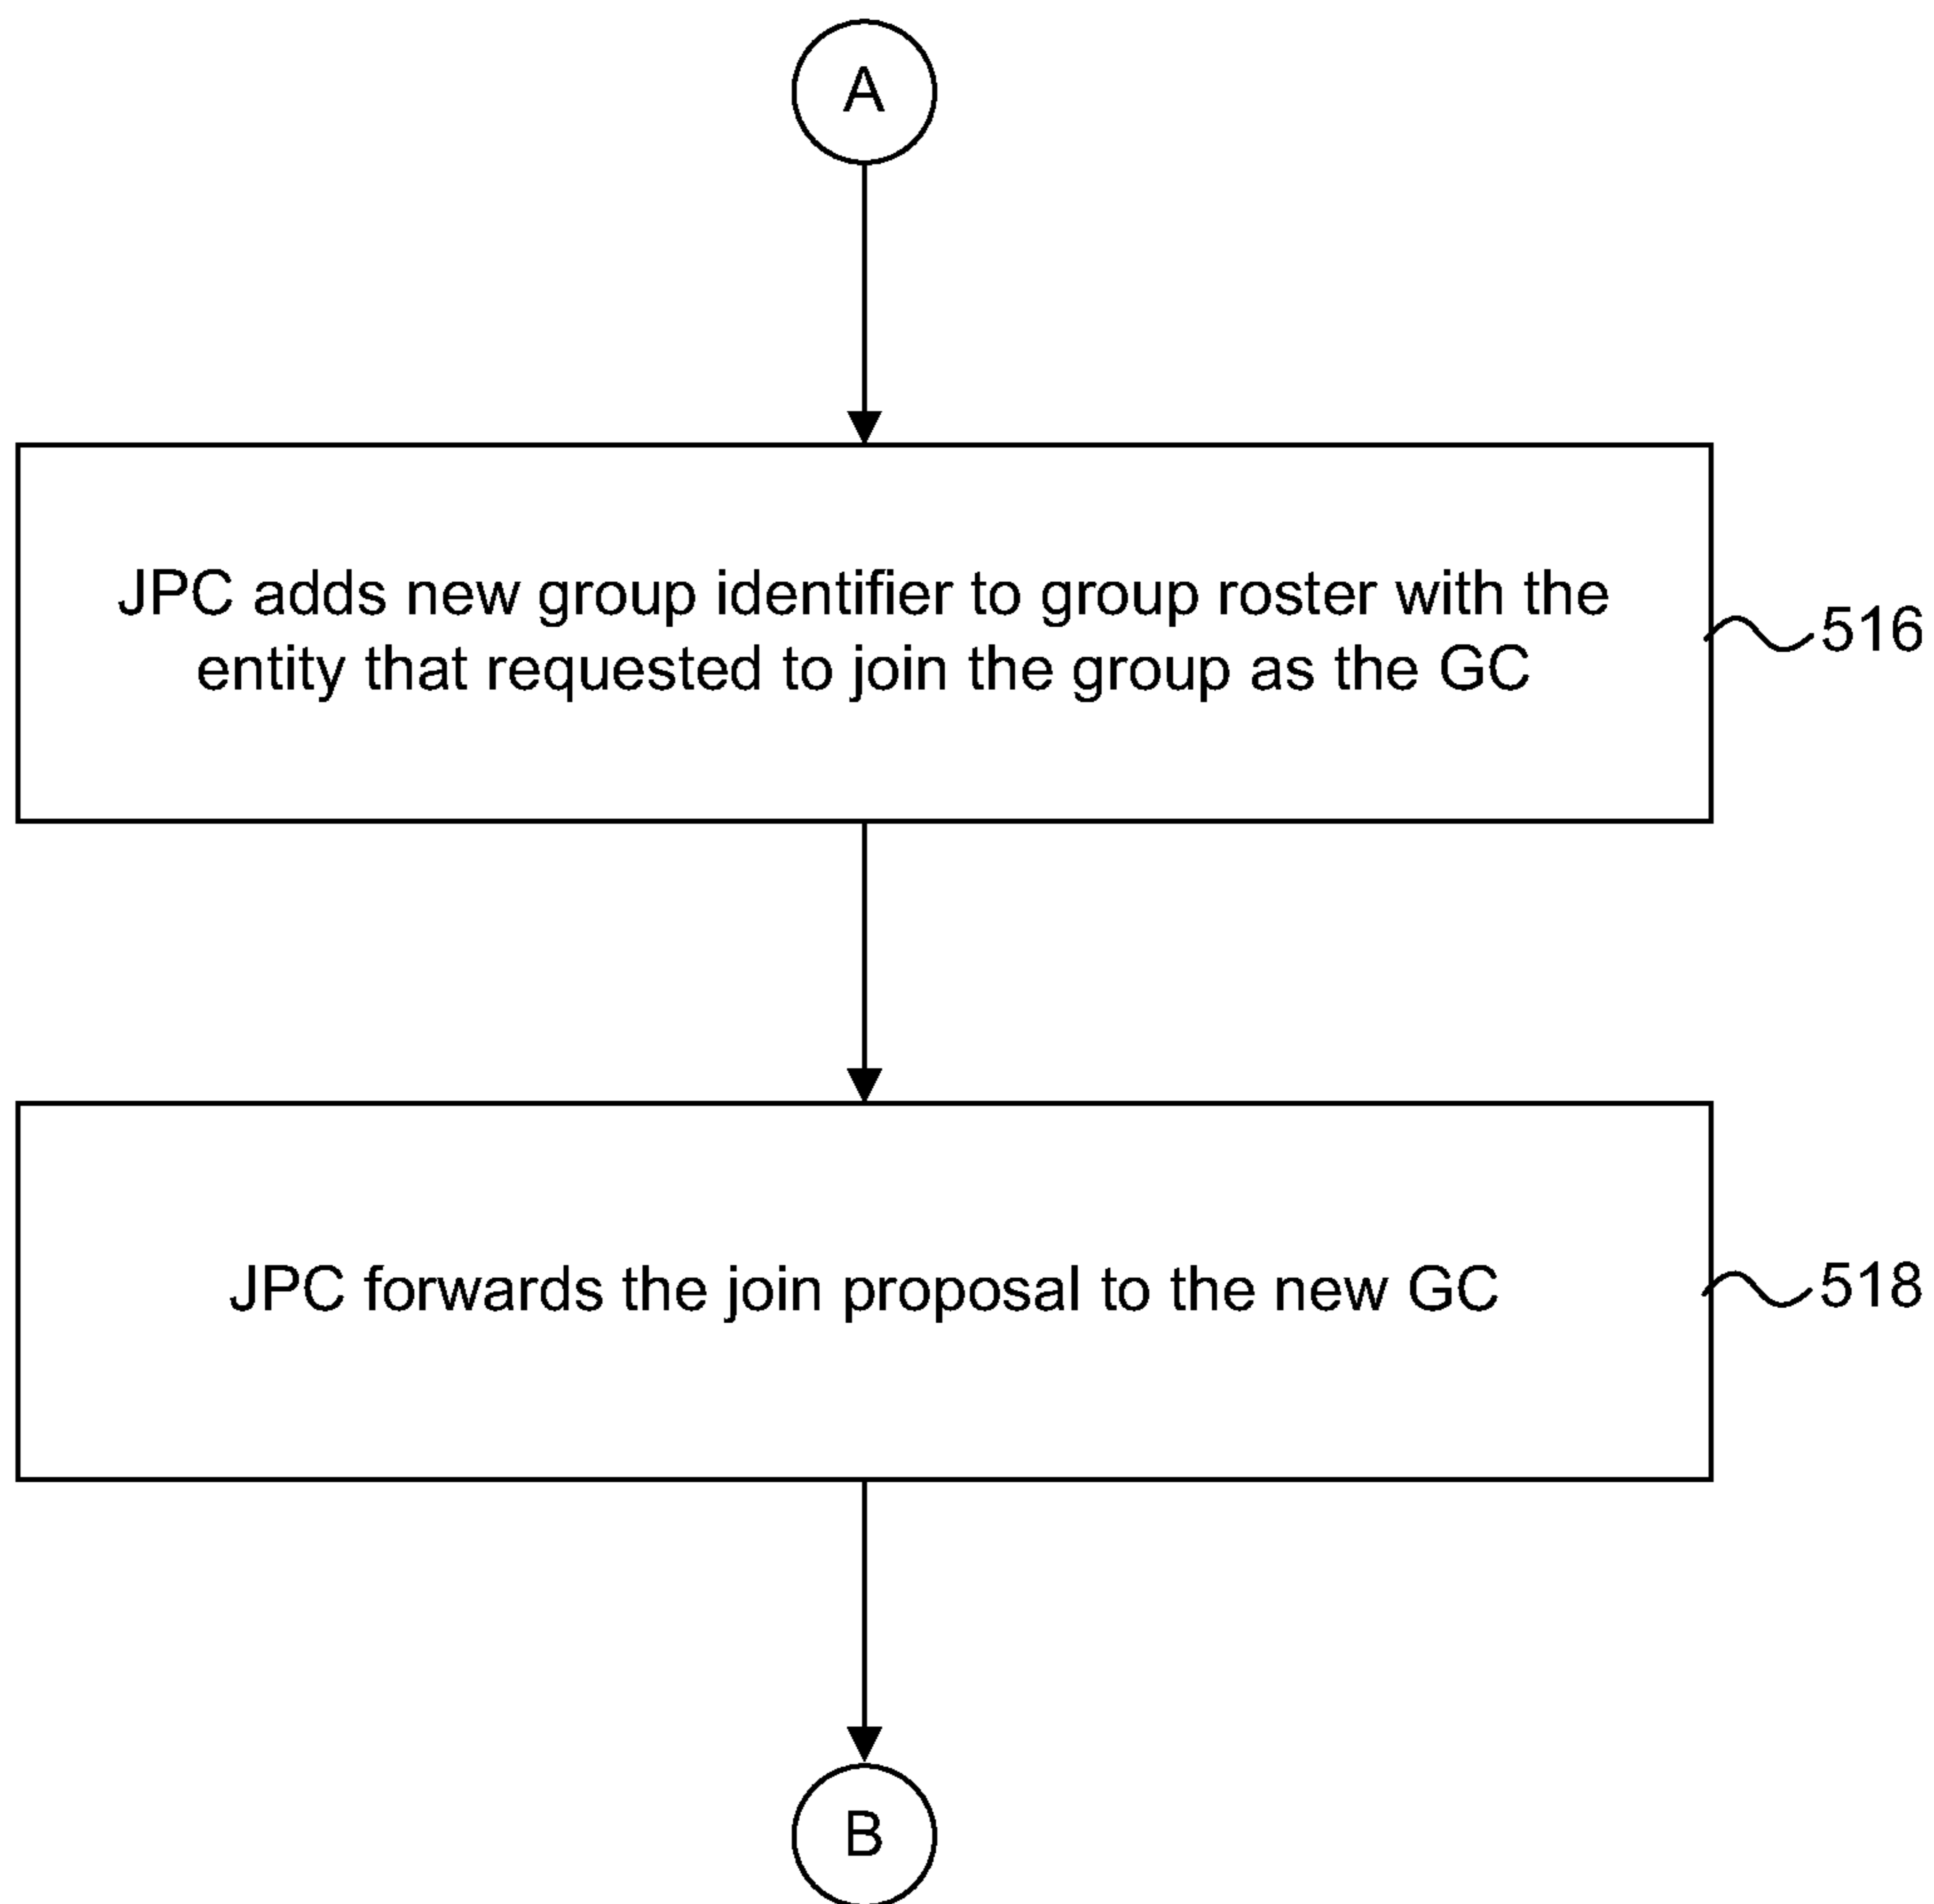 A
JPC adds new group identifier to group roster with the
entity that requested to join the group as the GC
516
JPC forwards the join proposal to the new GC
518
B